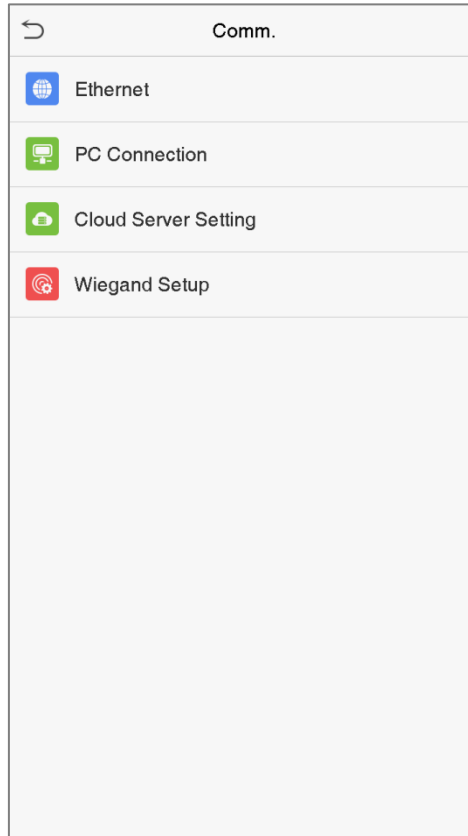 Comm.
Ethernet
PC Connection
Cloud Server Setting
Wiegand Setup